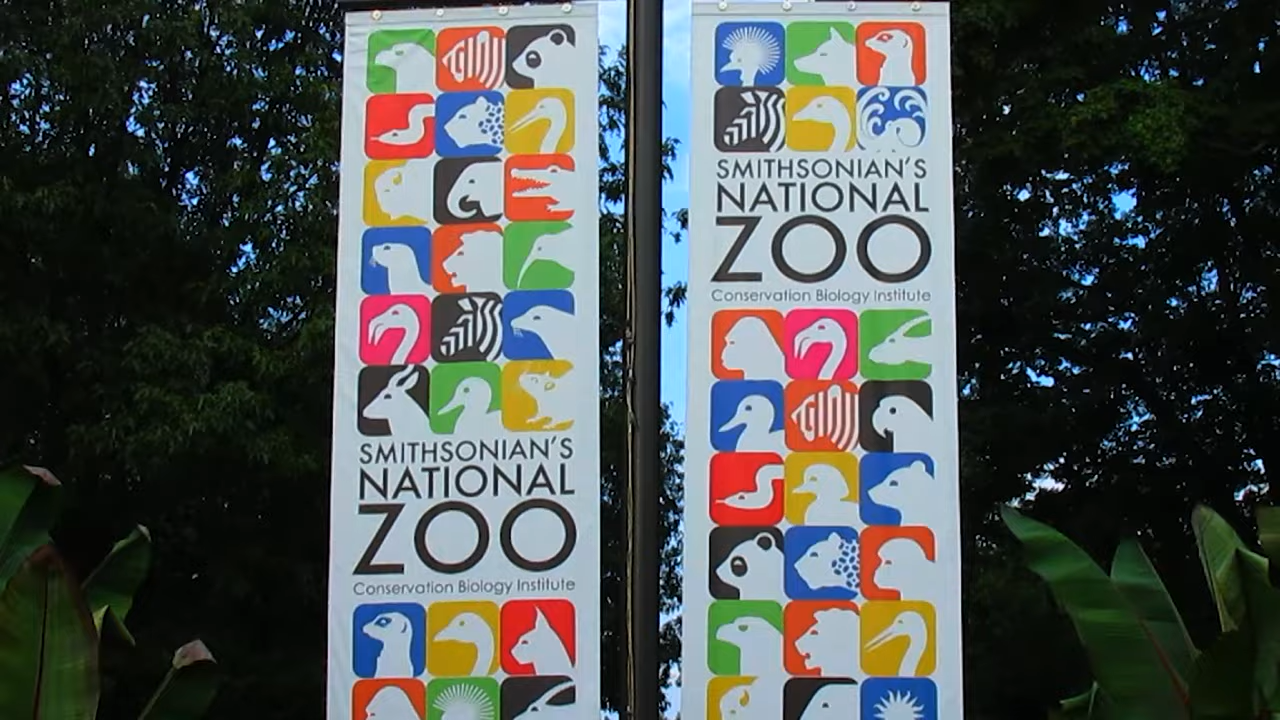 SMITHSONIAN'S
NATIONAL
ZOO
Conservation Biology Institute
SMITHSONIAN'S
NATIONAL
ZOO
Conservation Biology Institute